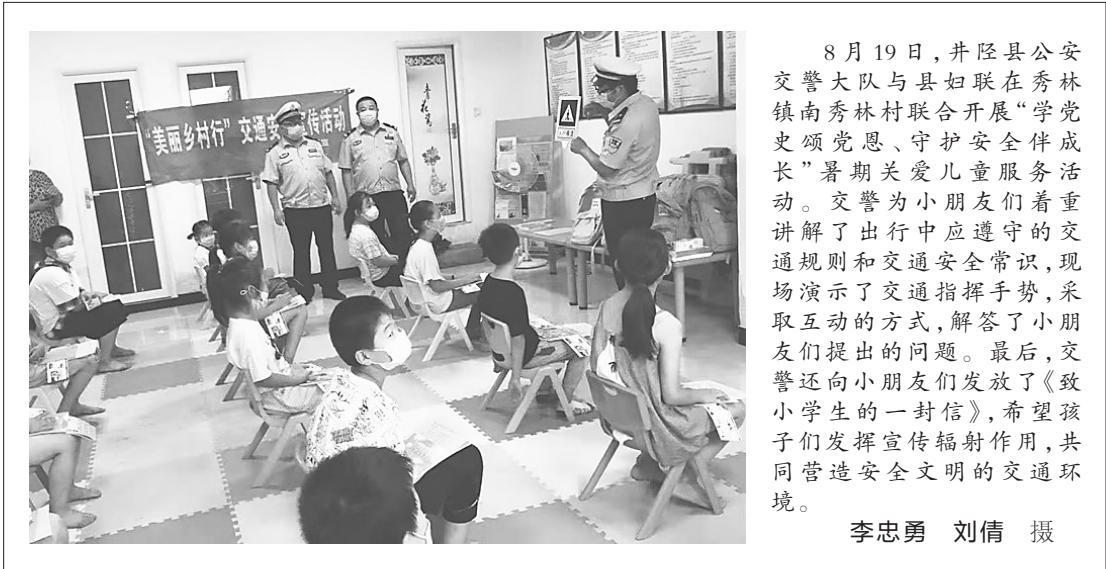 "美丽乡村行"交通安 传活动
8月19日，井陉县公安
交警大队与县妇联在秀林
镇南秀林村联合开展“学党
史颂党恩、守护安全伴成
长”暑期关爱儿童服务活
动。交警为小朋友们着重
讲解了出行中应遵守的交
通规则和交通安全常识，现
场演示了交通指挥手势，采
取互动的方式，解答了小朋
友们提出的问题。最后，交
警还向小朋友们发放了《致
小学生的一封信》，希望孩
子们发挥宣传辐射作用，共
同营造安全文明的交通环
境。
李忠勇 刘倩 摄